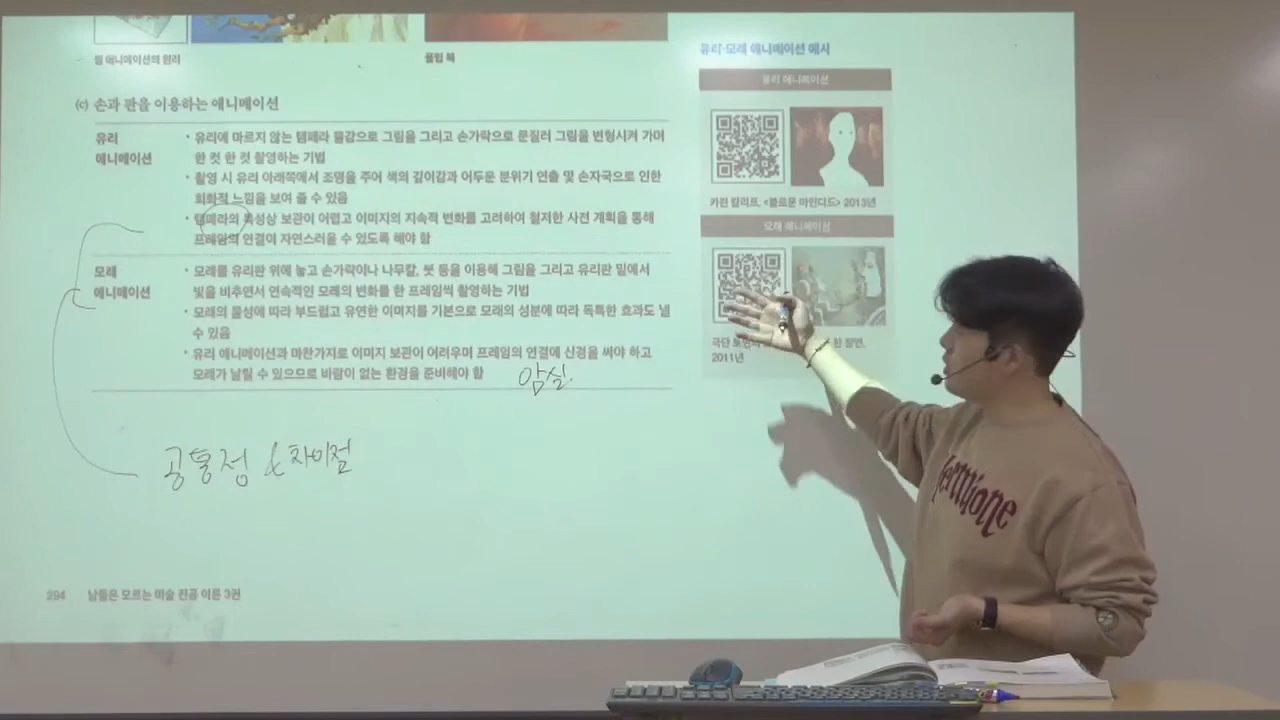 셀 애니메이션의 원리
플립 북
(c) 손과 판을 이용하는 애니메이션
유리
애니메이션
• 유리에 마르지 않는 템페라 물감으로 그림을 그리고 손가락으로 문질러 그림을 변형시켜 가며
한 컷 한 컷 촬영하는 기법
• 촬영 시 유리 아래쪽에서 조명을 주어 색의 깊이감과 어두운 분위기 연출 및 손자국으로 인한
회화적 느낌을 보여 줄 수 있음
• 템페라의 특성상 보관이 어렵고 이미지의 지속적 변화를 고려하여 철저한 사전 계획을 통해
프레임의 연결이 자연스러울 수 있도록 해야 함
모래
애니메이션
• 모래를 유리판 위에 놓고 손가락이나 나무칼, 붓 등을 이용해 그림을 그리고 유리판 밑에서
빛을 비추면서 연속적인 모래의 변화를 한 프레임씩 촬영하는 기법
• 모래의 물성에 따라 부드럽고 유연한 이미지를 기본으로 모래의 성분에 따라 독특한 효과도 낼
수 있음
• 유리 애니메이션과 마찬가지로 이미지 보관이 어려우며 프레임의 연결에 신경을 써야 하고
모래가 날릴 수 있으므로 바람이 없는 환경을 준비해야 함
암실
공통점 & 차이점
294 남들은 모르는 미술 전공 이론 3권
유리·모래 애니메이션 예시
유리 애니메이션
카린 칼리프, <블로운 마인디드> 2013년
모래 애니메이션
극단
된 장면,
2011년